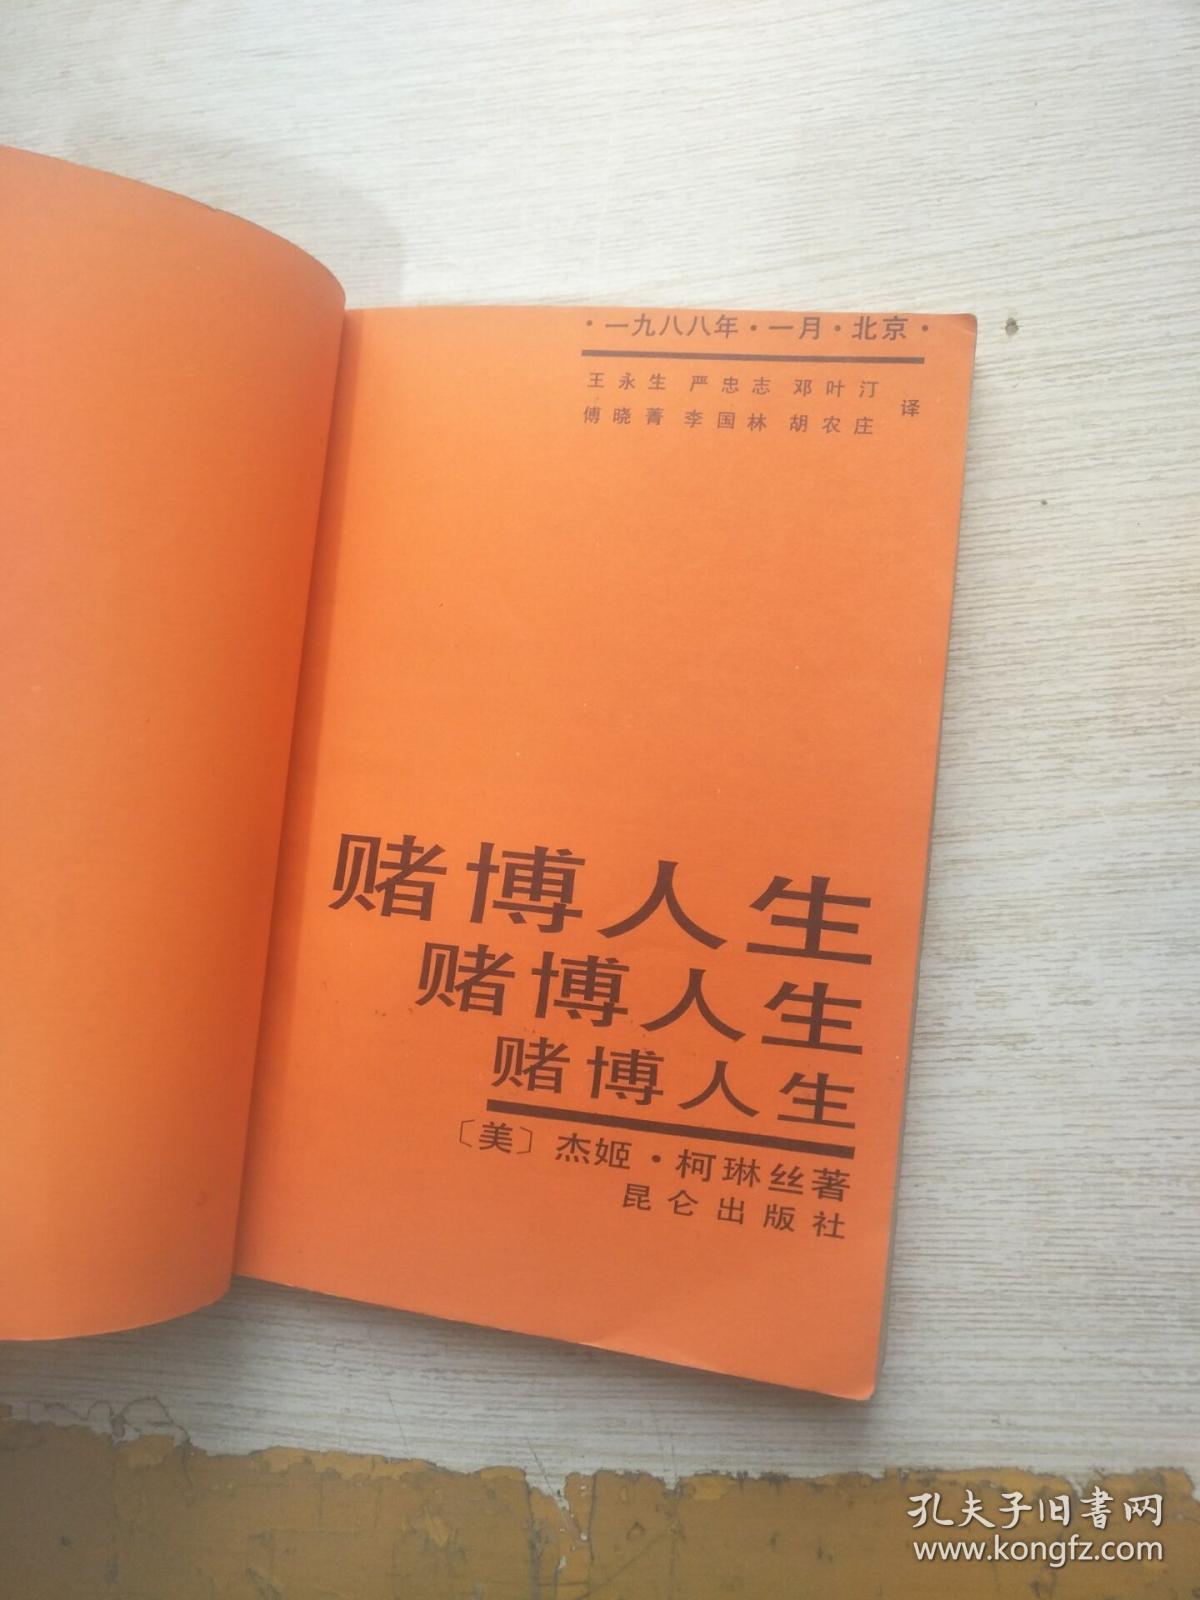 ·一九八八年·一月·北京·
王永生 严忠志 邓叶汀
傅晓菁 李国林 胡农庄
译
赌博人生
赌博人生
赌博人生
〔美〕杰姬·柯琳丝著
昆仑出版社
孔夫子旧书网
www.kongfz.com